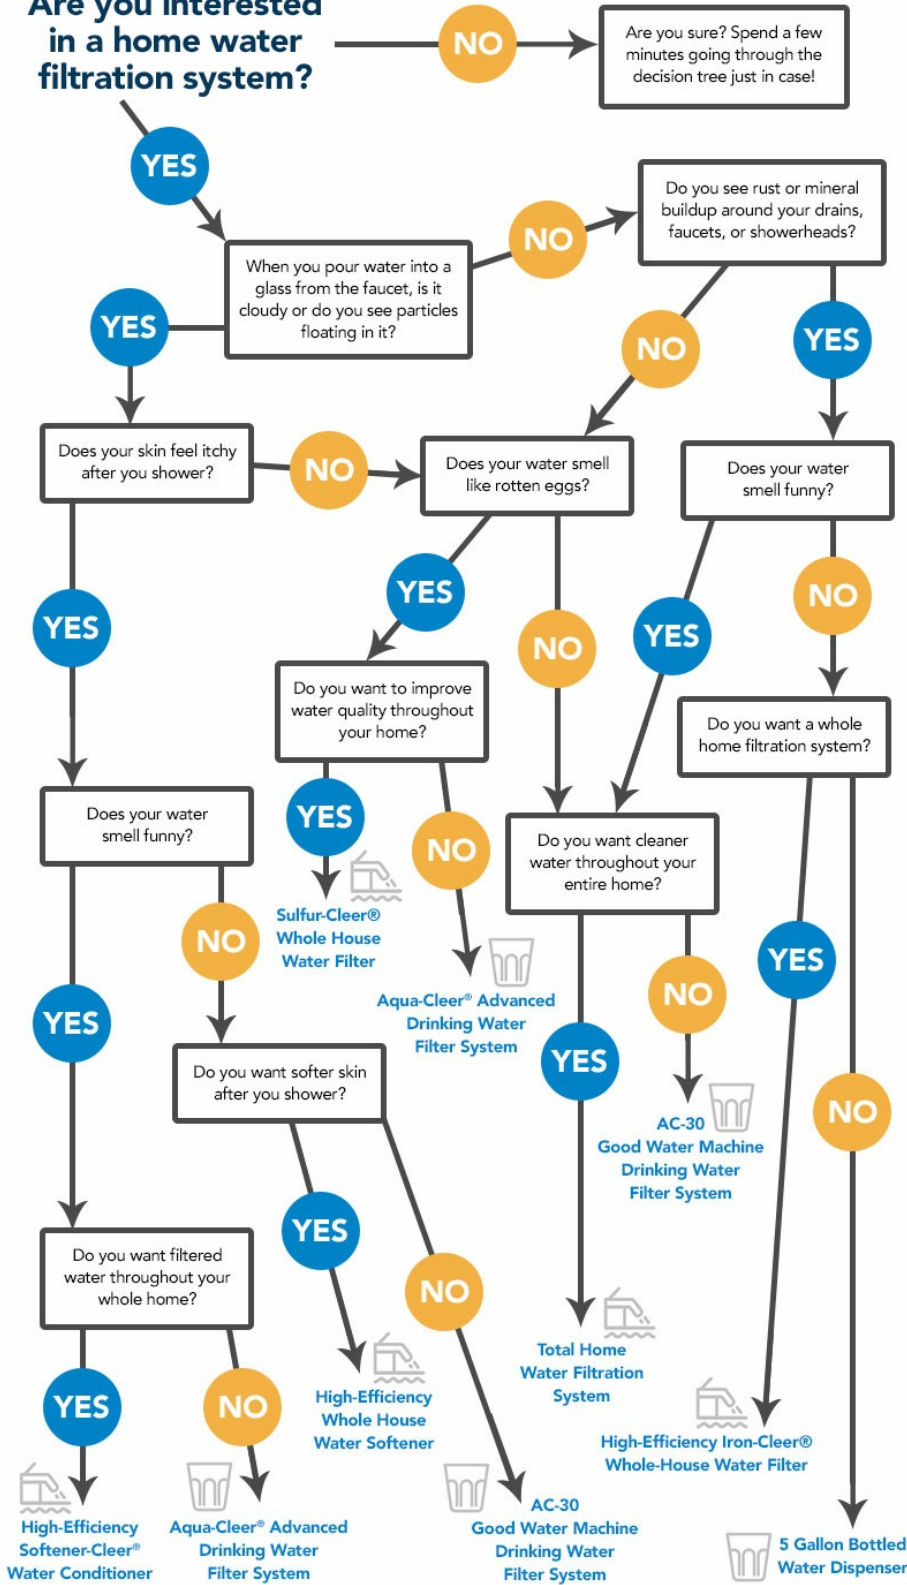 Are you interested
in a home water
filtration system?
NO
Are you sure? Spend a few
minutes going through the
decision tree just in case!
YES
Do you see rust or mineral
buildup around your drains,
faucets, or showerheads?
NO
When you pour water into a
glass from the faucet, is it
cloudy or do you see particles
floating in it?
YES
NO
YES
Does your skin feel itchy
after you shower?
NO
Does your water smell
like rotten eggs?
Does your water
smell funny?
YES
NO
YES
NO
YES
Do you want to improve
water quality throughout
your home?
Do you want a whole
home filtration system?
Does your water
smell funny?
YES
NO
Do you want cleaner
water throughout your
entire home?
Sulfur-Cleer®
Whole House
Water Filter
NO
YES
NO
Aqua-Cleer® Advanced
Drinking Water
Filter System
YES
YES
Do you want softer skin
after you shower?
NO
AC-30
Good Water Machine
Drinking Water
Filter System
YES
NO
Do you want filtered
water throughout your
whole home?
Total Home
Water Filtration
System
YES
NO
High-Efficiency
Whole House
Water Softener
High-Efficiency Iron-Cleer®
Whole-House Water Filter
High-Efficiency
Softener-Cleer®
Water Conditioner
Aqua-Cleer® Advanced
Drinking Water
Filter System
AC-30
Good Water Machine
Drinking Water
Filter System
5 Gallon Bottled
Water Dispenser